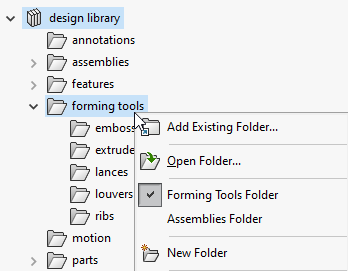 design library
annotations
assemblies
features
forming tools
emboss
extrude
lances
louvers
ribs
motion
parts
Add Existing Folder...
Open Folder...
Forming Tools Folder
Assemblies Folder
New Folder